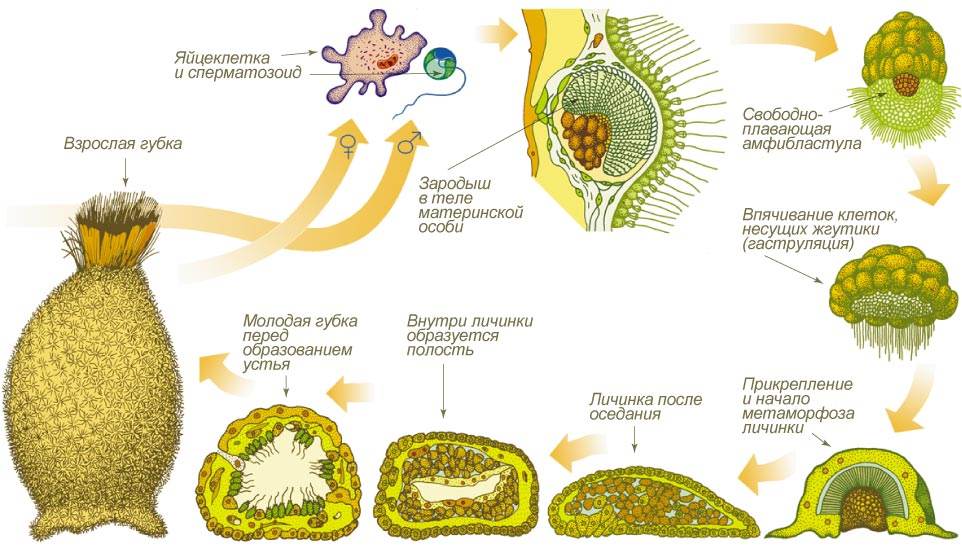 Яйцеклетка
и сперматозоид
Взрослая губка
♀
♂
Зародыш
в теле
материнской
особи
Свободно-
плавающая
амфибластула
Впячивание клеток,
несущих жгутики
(гаструляция)
Прикрепление
и начало
метаморфоза
личинки
Личинка после
оседания
Внутри личинки
образуется
полость
Молодая губка
перед
образованием
устья